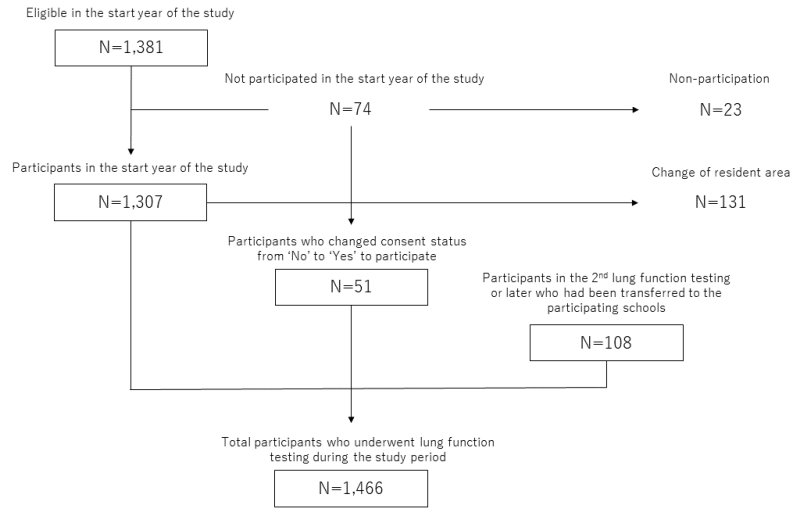 Eligible in the start year of the study
N=1,381
Not participated in the start year of the study
N=74
Non-participation
N=23
Participants in the start year of the study
N=1,307
Change of resident area
N=131
Participants who changed consent status
from ‘No’ to ‘Yes’ to participate
N=51
Participants in the 2nd lung function testing
or later who had been transferred to the
participating schools
N=108
Total participants who underwent lung function
testing during the study period
N=1,466